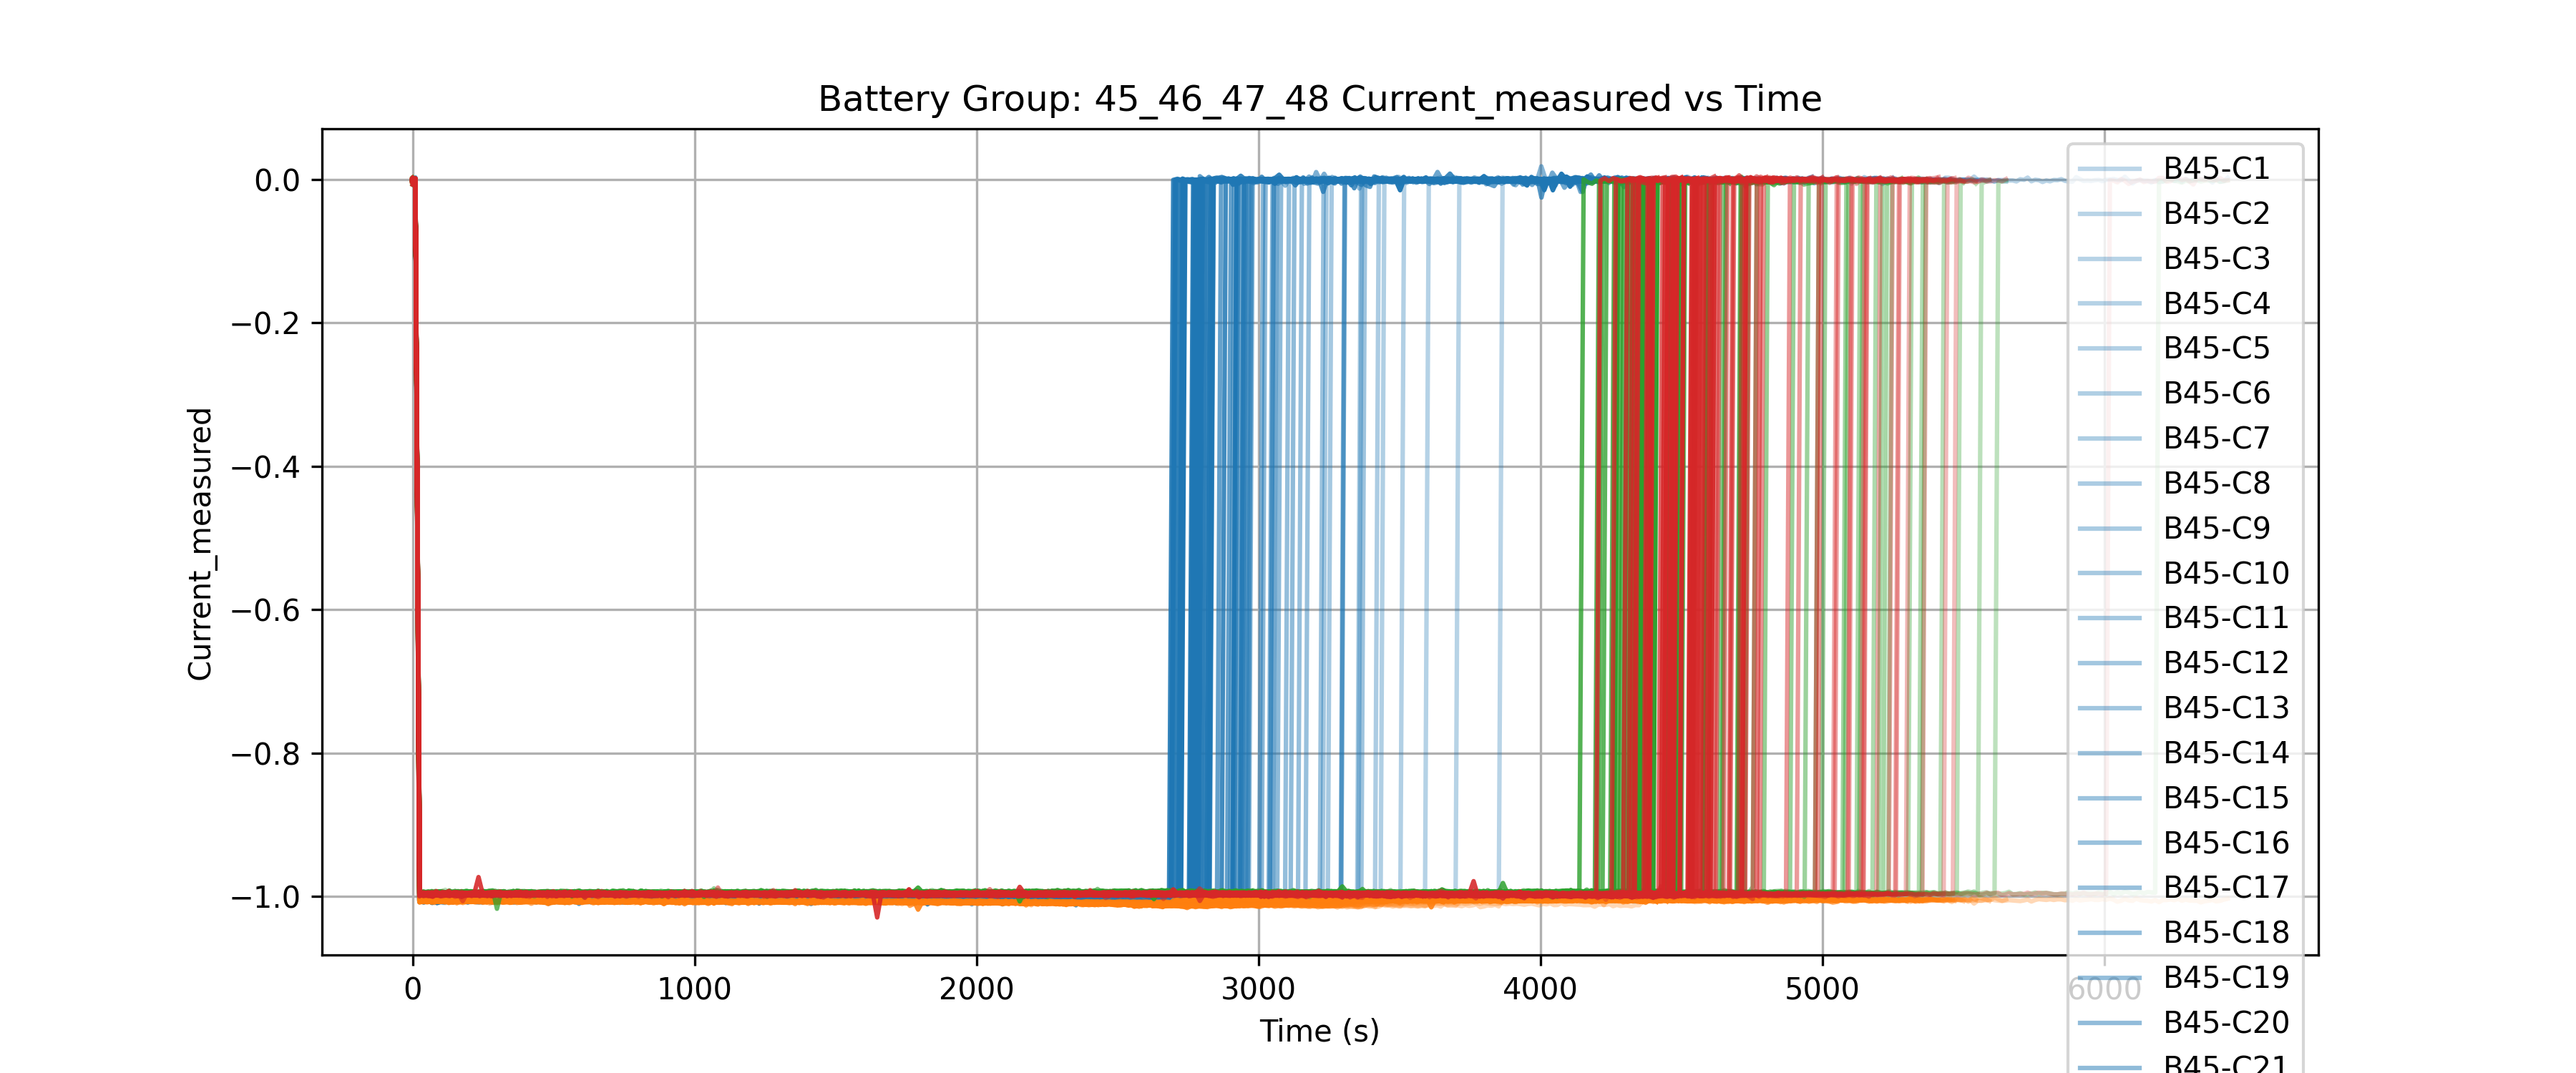 Battery Group: 45_46_47_48 Current_measured vs Time
Current_measured
0.0
−0.2
−0.4
−0.6
−0.8
−1.0
0
1000
2000
3000
4000
5000
6000
Time (s)
B45-C1
B45-C2
B45-C3
B45-C4
B45-C5
B45-C6
B45-C7
B45-C8
B45-C9
B45-C10
B45-C11
B45-C12
B45-C13
B45-C14
B45-C15
B45-C16
B45-C17
B45-C18
B45-C19
B45-C20
B45-C21